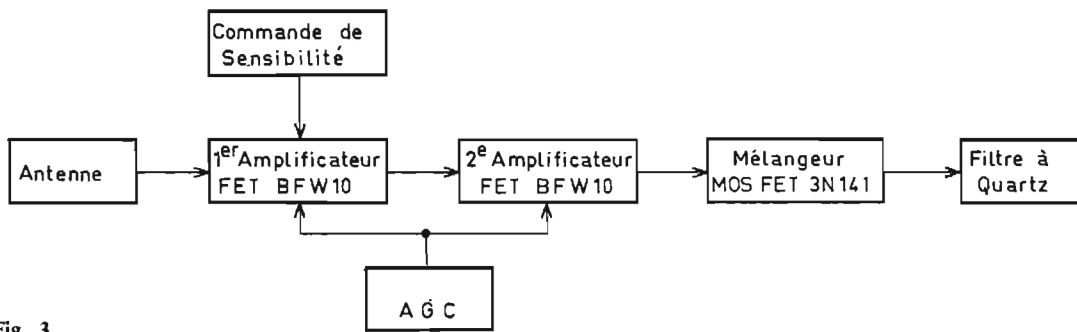 Commande de
Sensibilité
Antenne
1er Amplificateur
FET BFW10
2e Amplificateur
FET BFW10
Mélangeur
MOS FET 3N141
Filtre à
Quartz
AGC
Fig. 3